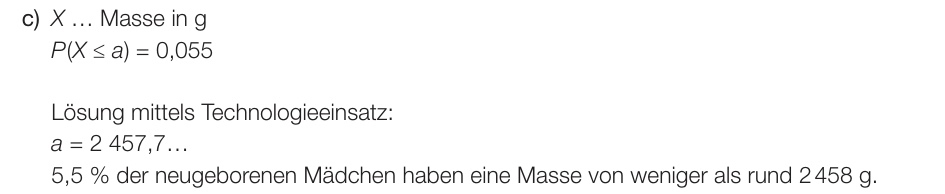 c) X … Masse in g
P(X ≤ a) = 0,055
Lösung mittels Technologieeinsatz:
a = 2 457,7…
5,5 % der neugeborenen Mädchen haben eine Masse von weniger als rund 2 458 g.